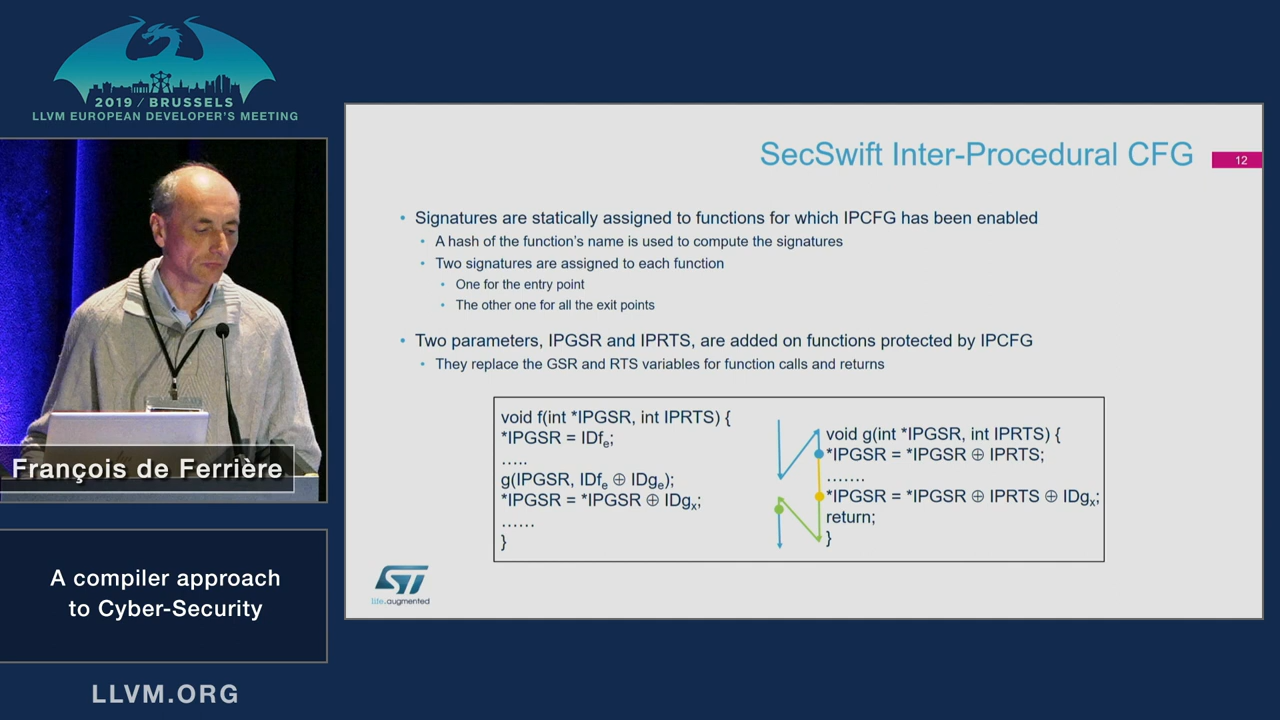 2019 / BRUSSELS
LLVM EUROPEAN DEVELOPER'S MEETING
François de Ferrière
A compiler approach
to Cyber-Security
LLVM.ORG
SecSwift Inter-Procedural CFG
12
• Signatures are statically assigned to functions for which IPCFG has been enabled
• A hash of the function's name is used to compute the signatures
• Two signatures are assigned to each function
• One for the entry point
• The other one for all the exit points
• Two parameters, IPGSR and IPRTS, are added on functions protected by IPCFG
• They replace the GSR and RTS variables for function calls and returns
void f(int *IPGSR, int IPRTS) {
*IPGSR = IDfₑ;
.....
g(IPGSR, IDfₑ ⊕ IDgₑ);
*IPGSR = *IPGSR ⊕ IDgₓ;
......
}
void g(int *IPGSR, int IPRTS) {
*IPGSR = *IPGSR ⊕ IPRTS;
.......
*IPGSR = *IPGSR ⊕ IPRTS ⊕ IDgₓ;
return;
}
ST
life.augmented